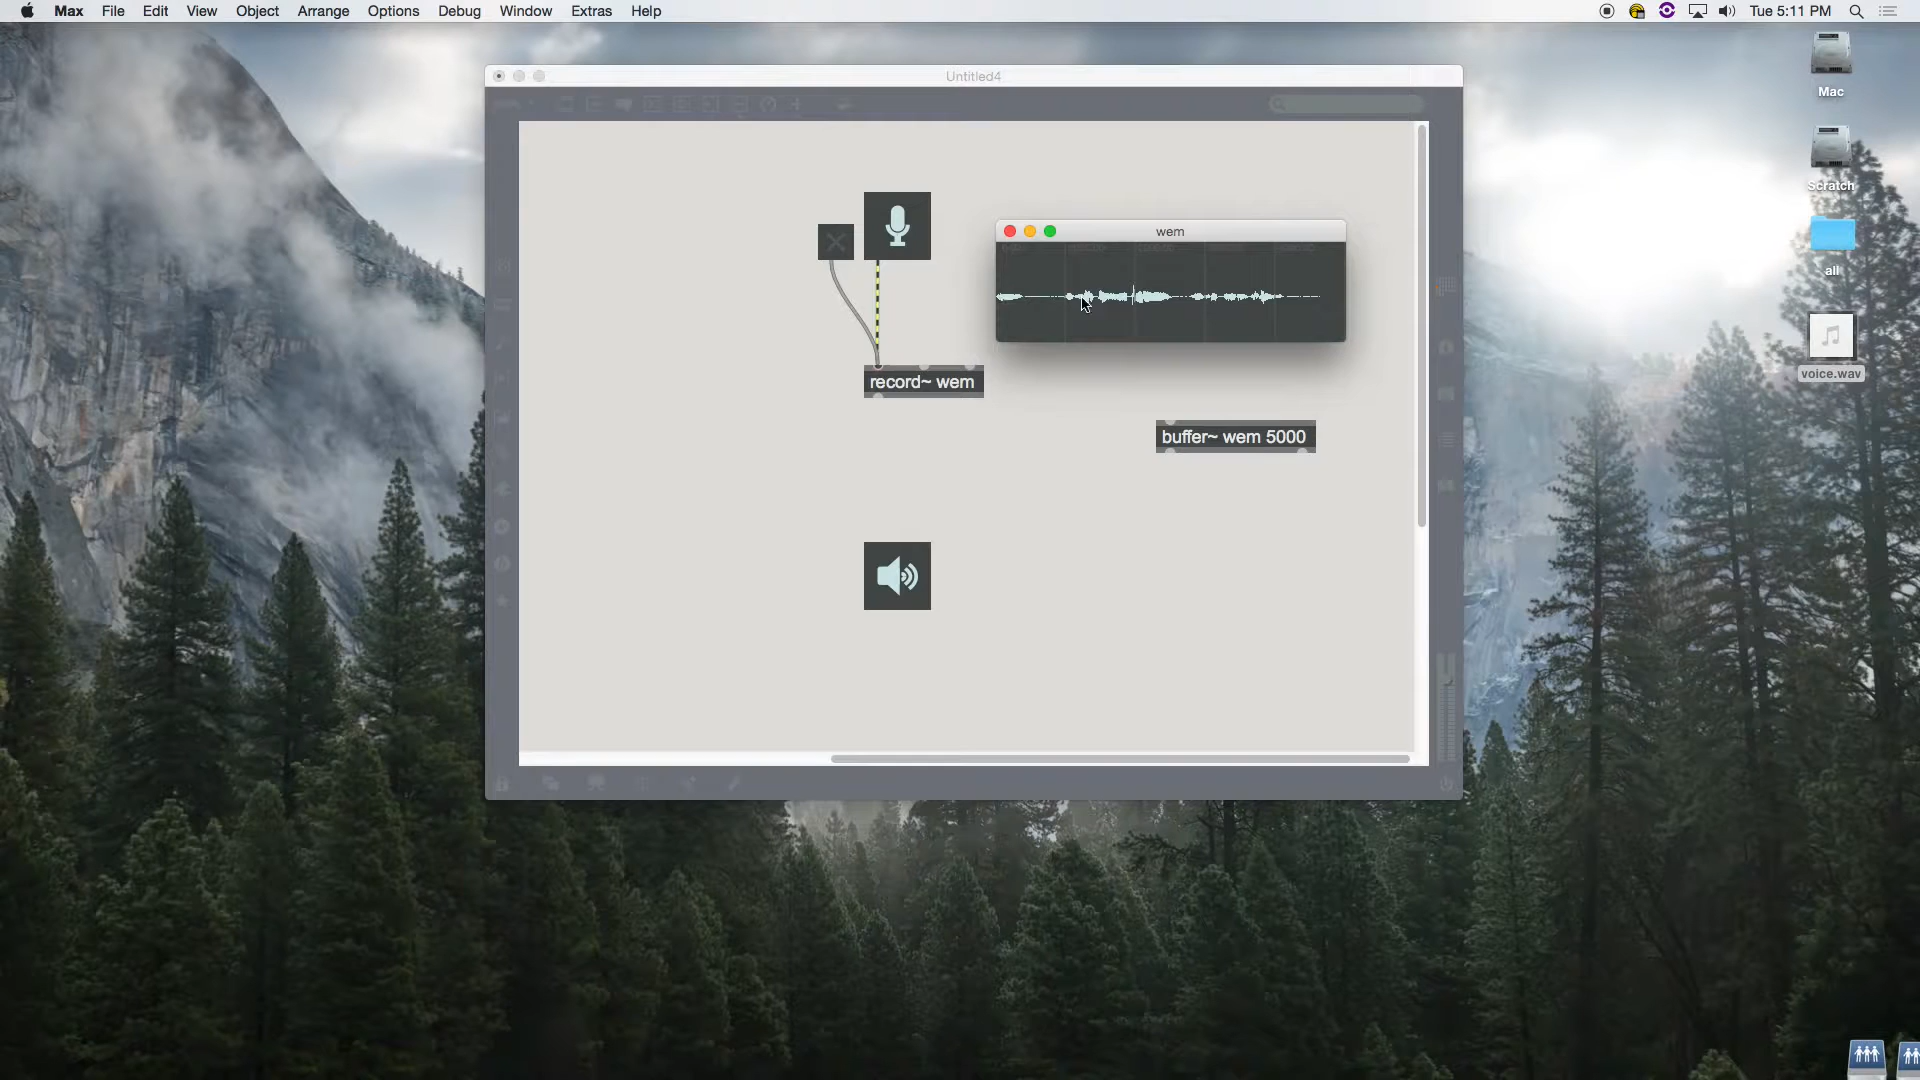 Max File Edit View Object Arrange Options Debug Window Extras Help
Tue 5:11 PM
Untitled4
Mac
Scratch
all
voice.wav
wem
record~ wem
buffer~ wem 5000